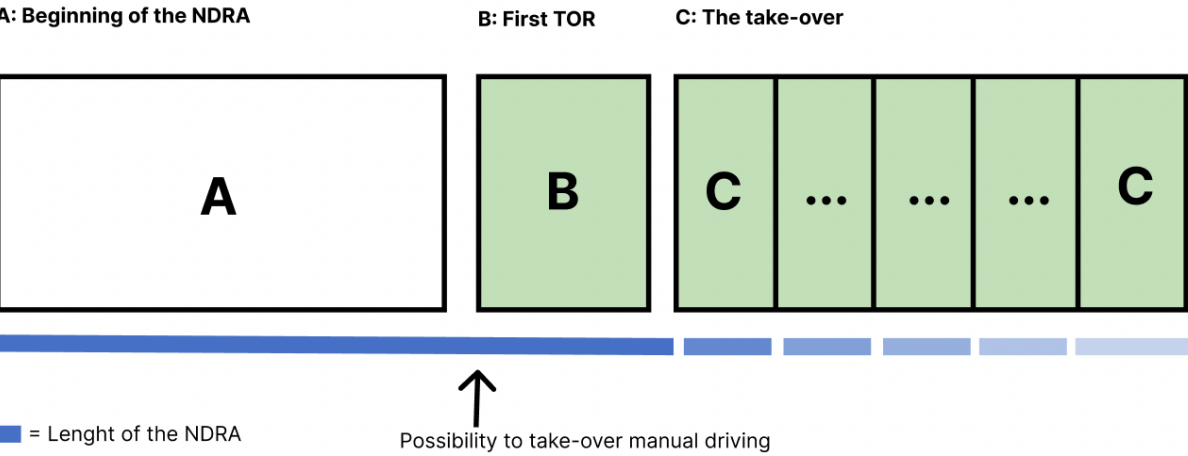 A: Beginning of the NDRA
B: First TOR
C: The take-over
A
B
C
...
...
...
C
= Lenght of the NDRA
Possibility to take-over manual driving